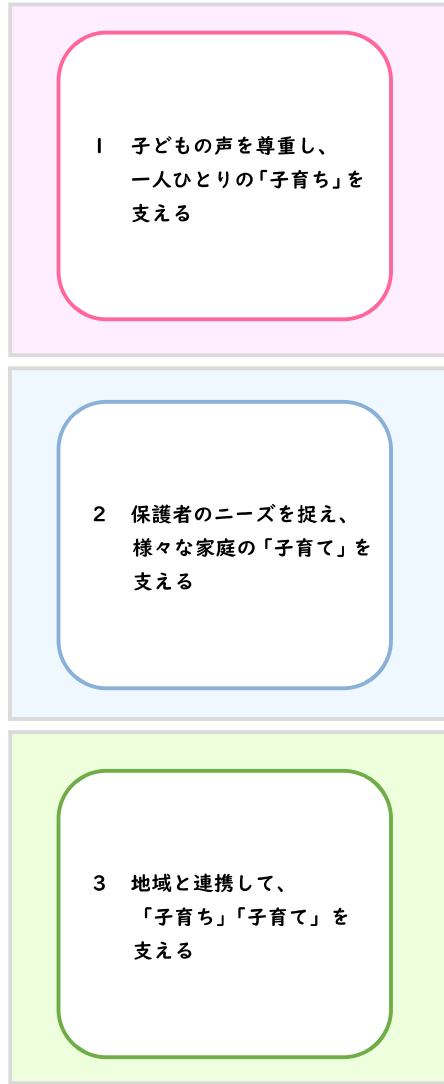 1 子どもの声を尊重し、
一人ひとりの「子育ち」を
支える
2 保護者のニーズを捉え、
様々な家庭の「子育て」を
支える
3 地域と連携して、
「子育ち」「子育て」を
支える